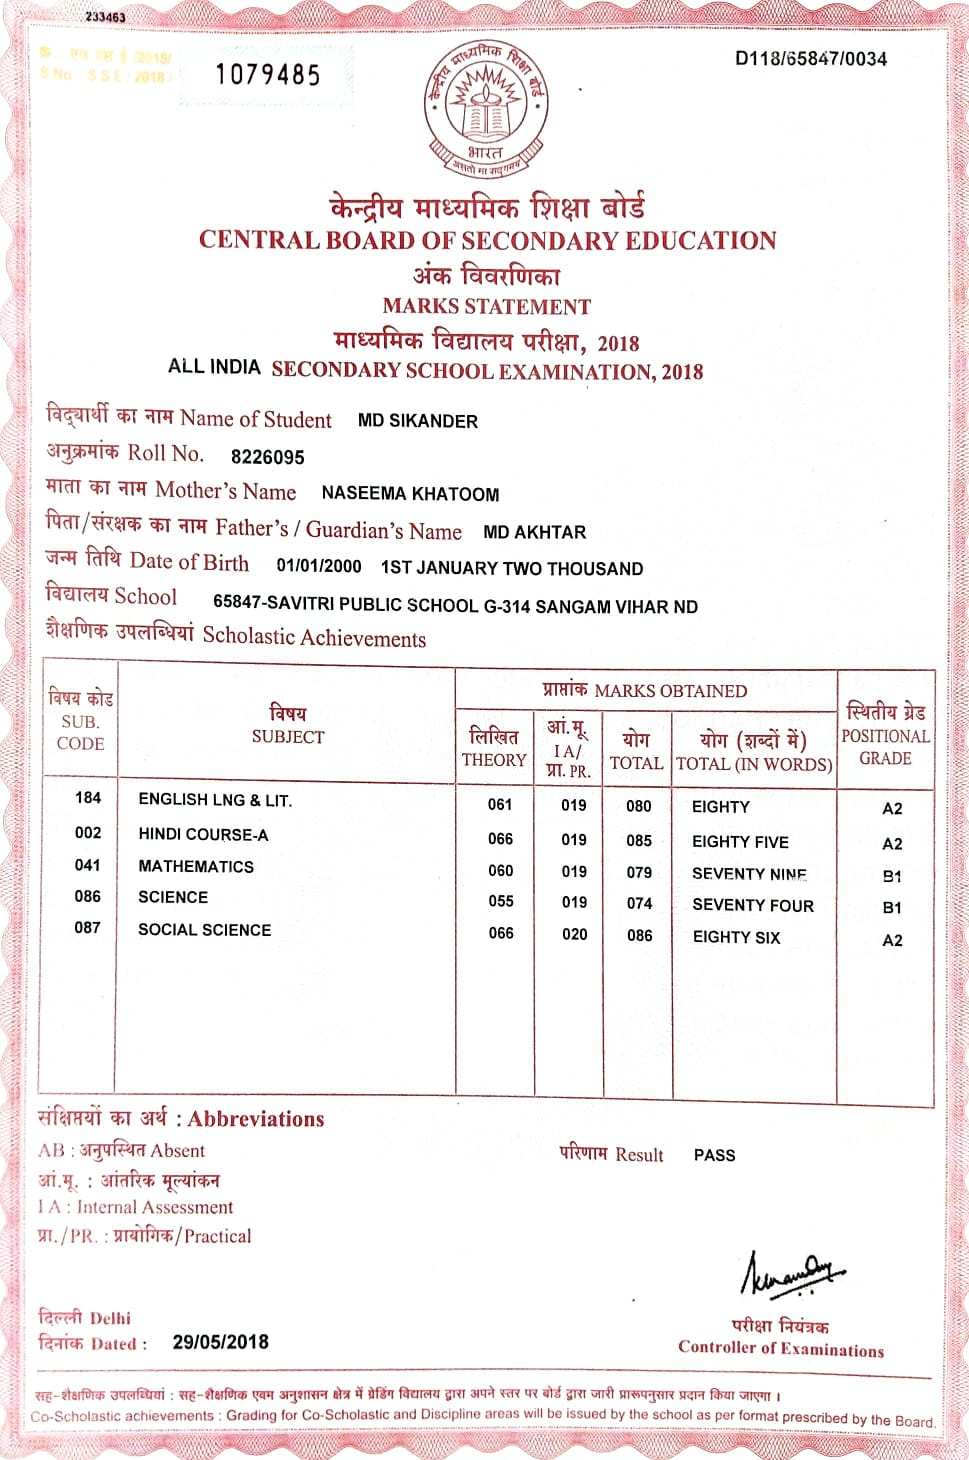 233463
1079485
D118/65847/0034
एस. एम.एस.ई./2018/
S.No. S S E / 2018 /
केन्द्रीय माध्यमिक शिक्षा बोर्ड
भारत
असतो मा सद्गमय
केन्द्रीय माध्यमिक शिक्षा बोर्ड
CENTRAL BOARD OF SECONDARY EDUCATION
अंक विवरणिका
MARKS STATEMENT
माध्यमिक विद्यालय परीक्षा, 2018
ALL INDIA SECONDARY SCHOOL EXAMINATION, 2018
विद्यार्थी का नाम Name of Student MD SIKANDER
अनुक्रमांक Roll No. 8226095
माता का नाम Mother's Name NASEEMA KHATOOM
पिता/संरक्षक का नाम Father's / Guardian's Name MD AKHTAR
जन्म तिथि Date of Birth 01/01/2000 1ST JANUARY TWO THOUSAND
विद्यालय School 65847-SAVITRI PUBLIC SCHOOL G-314 SANGAM VIHAR ND
शैक्षणिक उपलब्धियां Scholastic Achievements
विषय कोड SUB. CODE विषय SUBJECT प्राप्तांक MARKS OBTAINED स्थितीय ग्रेड POSITIONAL GRADE
लिखित THEORY आं.मू. I A/ प्रा. PR. योग TOTAL योग (शब्दों में) TOTAL (IN WORDS)
184 ENGLISH LNG & LIT. 061 019 080 EIGHTY A2
002 HINDI COURSE-A 066 019 085 EIGHTY FIVE A2
041 MATHEMATICS 060 019 079 SEVENTY NINE B1
086 SCIENCE 055 019 074 SEVENTY FOUR B1
087 SOCIAL SCIENCE 066 020 086 EIGHTY SIX A2
संक्षिप्तयों का अर्थ : Abbreviations
AB : अनुपस्थित Absent
परिणाम Result PASS
आं.मू. : आंतरिक मूल्यांकन
I A : Internal Assessment
प्रा./PR. : प्रायोगिक/Practical
दिल्ली Delhi
दिनांक Dated : 29/05/2018
परीक्षा नियंत्रक
Controller of Examinations
सह-शैक्षणिक उपलब्धियां : सह-शैक्षणिक एवम अनुशासन क्षेत्र में ग्रेडिंग विद्यालय द्वारा अपने स्तर पर बोर्ड द्वारा जारी प्रारूपनुसार प्रदान किया जाएगा ।
Co-Scholastic achievements : Grading for Co-Scholastic and Discipline areas will be issued by the school as per format prescribed by the Board.